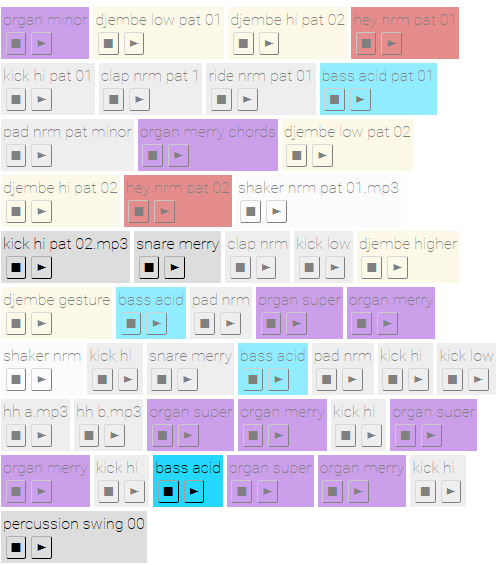 organ minor djembe low pat 01 djembe hi pat 02 hey nrm pat 01
kick hi pat 01 clap nrm pat 1 ride nrm pat 01 bass acid pat 01
pad nrm pat minor organ merry chords djembe low pat 02
djembe hi pat 02 hey nrm pat 02 shaker nrm pat 01.mp3
kick hi pat 02.mp3 snare merry clap nrm kick low djembe higher
djembe gesture bass acid pad nrm organ super organ merry
shaker nrm kick hi snare merry bass acid pad nrm kick hi kick low
hh a.mp3 hh b.mp3 organ super organ merry kick hi organ super
organ merry kick hi bass acid organ super organ merry kick hi
percussion swing 00